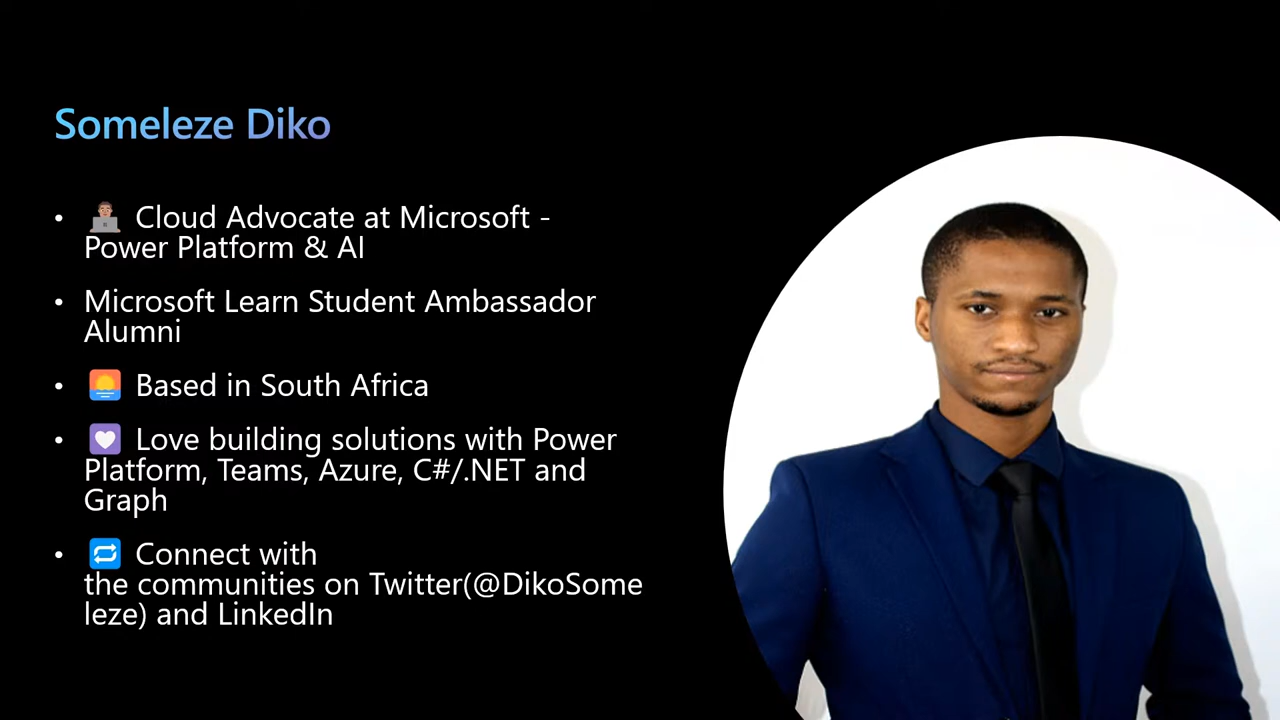 Someleze Diko
• Cloud Advocate at Microsoft -
Power Platform & AI
• Microsoft Learn Student Ambassador
Alumni
• Based in South Africa
• Love building solutions with Power
Platform, Teams, Azure, C#/.NET and
Graph
• Connect with
the communities on Twitter(@DikoSome
leze) and LinkedIn